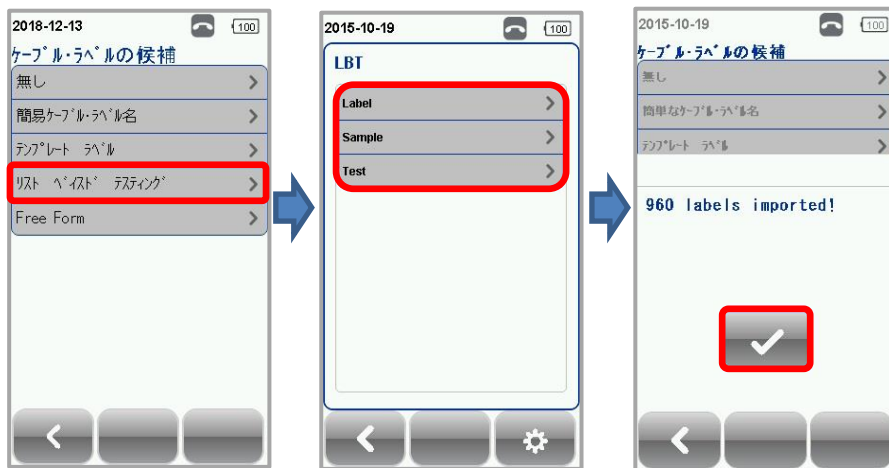 2018-12-13
100
ケーブル・ラベルの候補
無し
簡易ケーブル・ラベル名
テンプレート ラベル
リスト ベイスド テスティング
Free Form
2015-10-19
100
LBT
Label
Sample
Test
2015-10-19
100
ケーブル・ラベルの候補
無し
簡単なケーブル・ラベル名
テンプレート ラベル
960 labels imported!